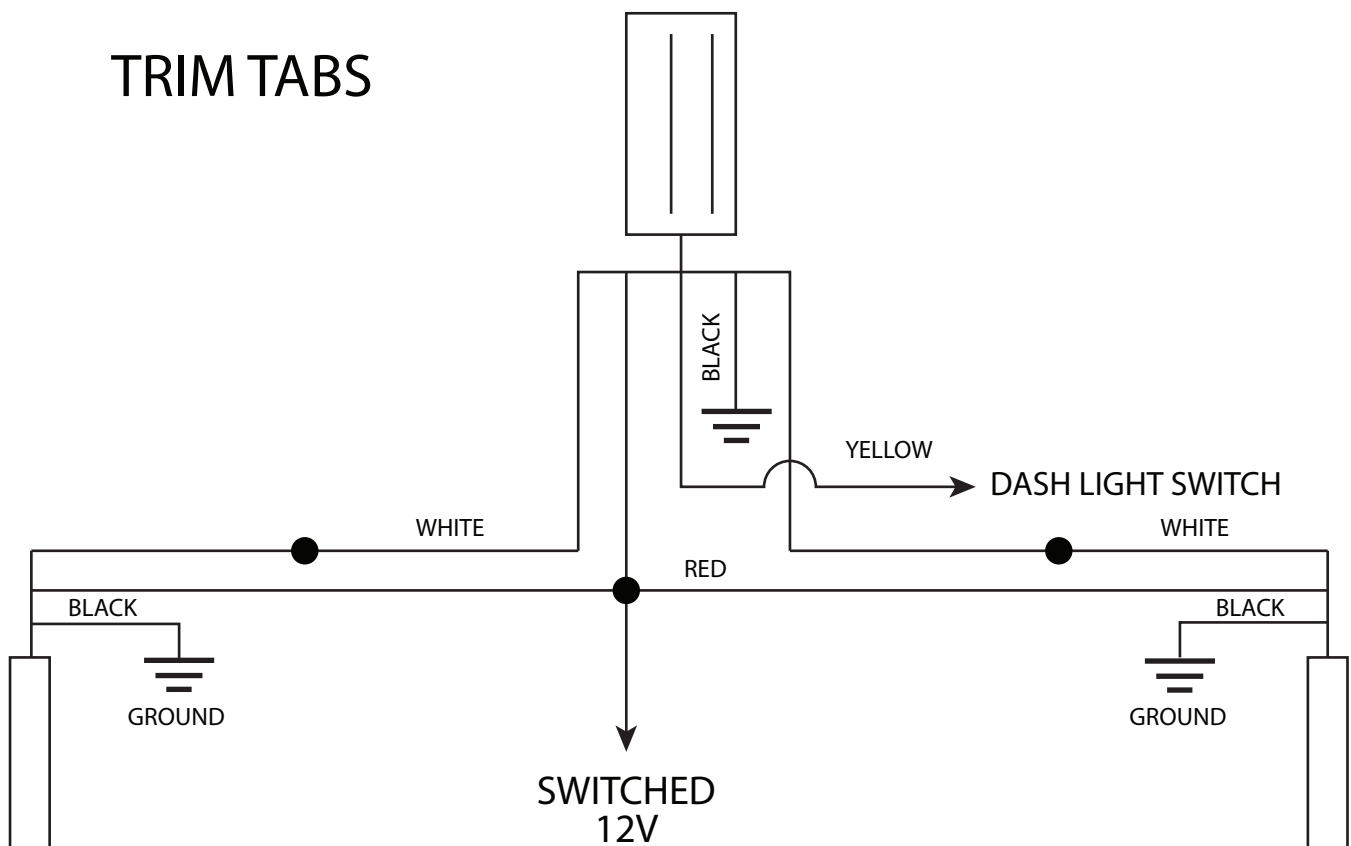 TRIM TABS
BLACK
YELLOW
DASH LIGHT SWITCH
WHITE
WHITE
RED
BLACK
BLACK
GROUND
GROUND
SWITCHED
12V